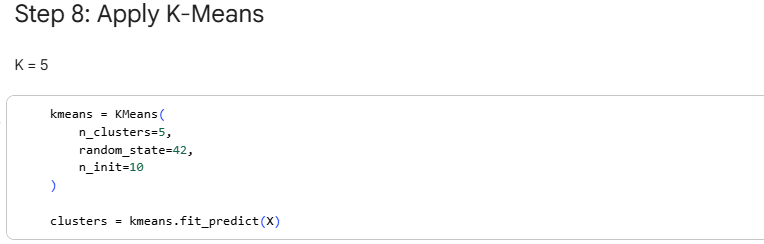 Step 8: Apply K-Means
K = 5
kmeans = KMeans(
    n_clusters=5,
    random_state=42,
    n_init=10
)
clusters = kmeans.fit_predict(X)